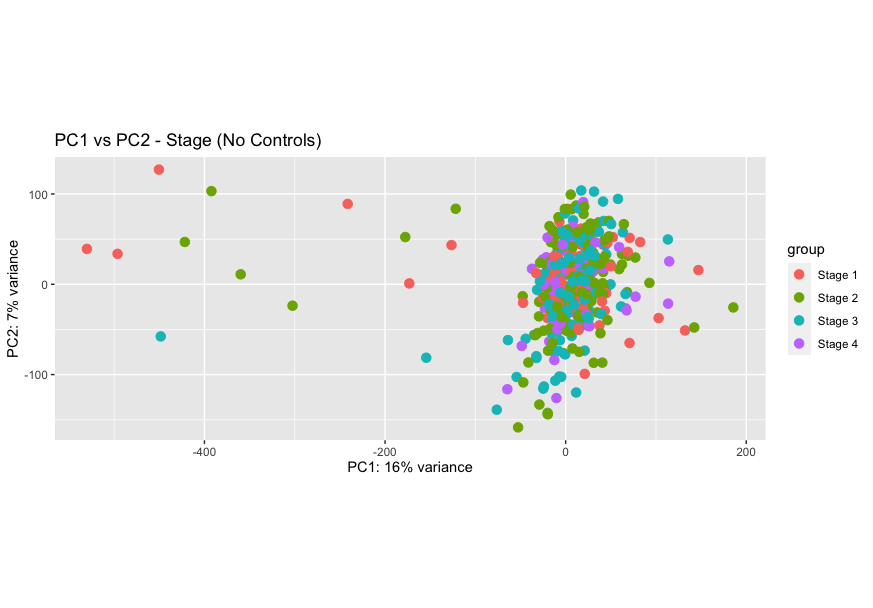 PC1 vs PC2 - Stage (No Controls)
PC2: 7% variance
100
0
-100
-400
-200
0
200
PC1: 16% variance
group
Stage 1
Stage 2
Stage 3
Stage 4